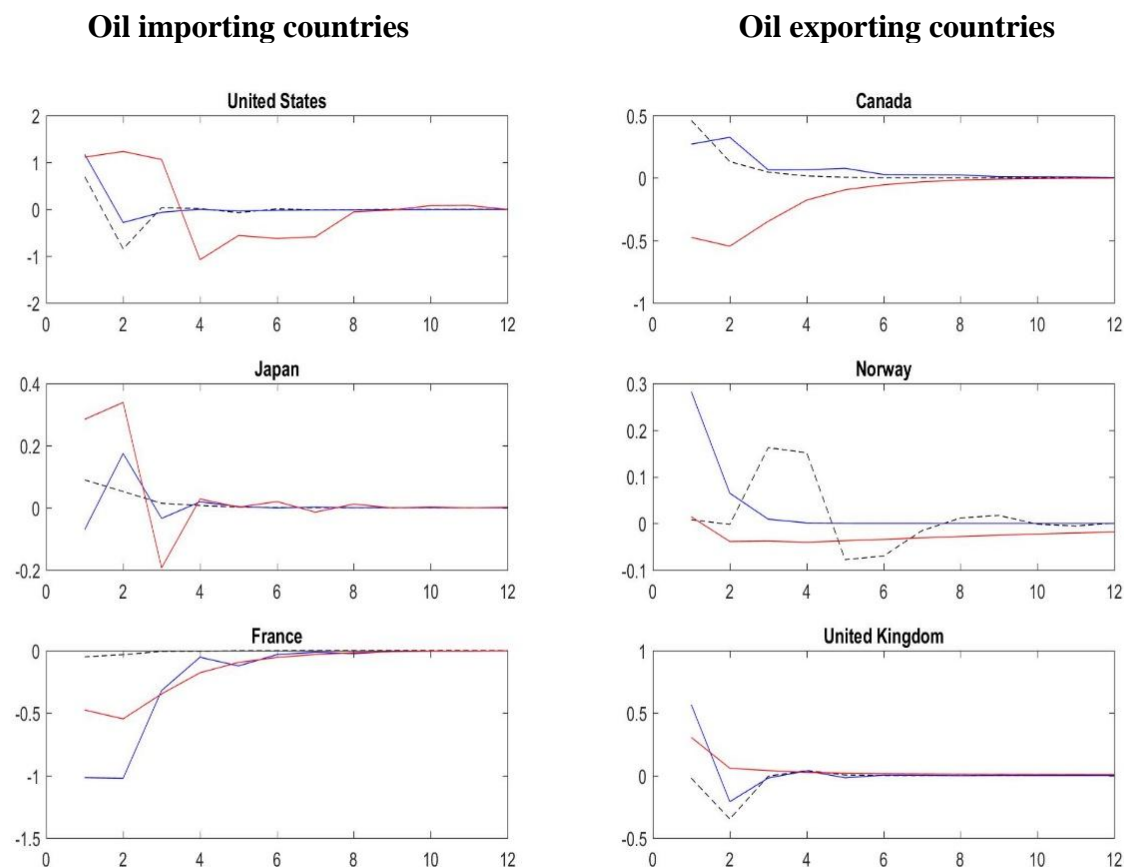 Oil importing countries
Oil exporting countries
United States
2
1
0
-1
-2
0 2 4 6 8 10 12
Canada
0.5
0
-0.5
-1
0 2 4 6 8 10 12
Japan
0.4
0.2
0
-0.2
0 2 4 6 8 10 12
Norway
0.3
0.2
0.1
0
-0.1
0 2 4 6 8 10 12
France
0
-0.5
-1
-1.5
0 2 4 6 8 10 12
United Kingdom
1
0.5
0
-0.5
0 2 4 6 8 10 12